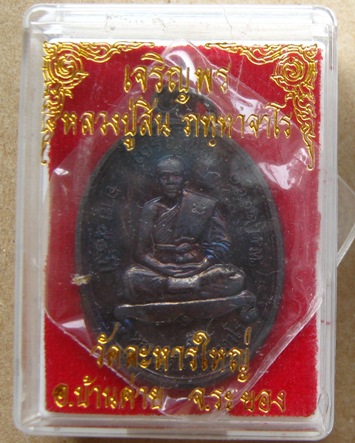 เจริญพร
หลวงปู่สิน ภทฺทาจาโร
วัดละหารใหญ่
อ.บ้านค่าย จ.ระยอง